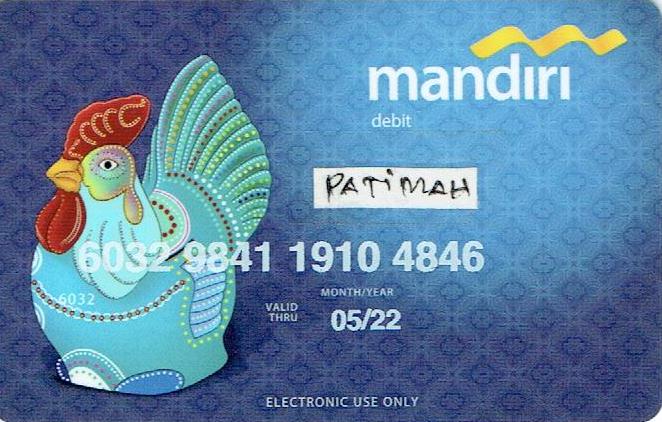 mandiri
debit
PATIMAH
6032 9841 1910 4846
6032
MONTH/YEAR
VALID
THRU
05/22
ELECTRONIC USE ONLY